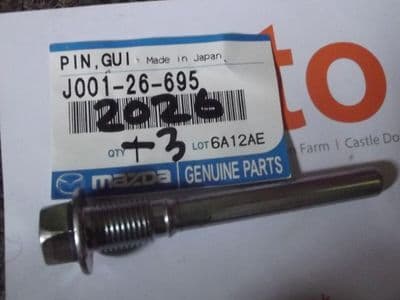 PIN, GUI Made in Japan.
J001-26-695
2026
QTY +3 LOT 6A12AE
mazda GENUINE PARTS
to
Farm | Castle Do